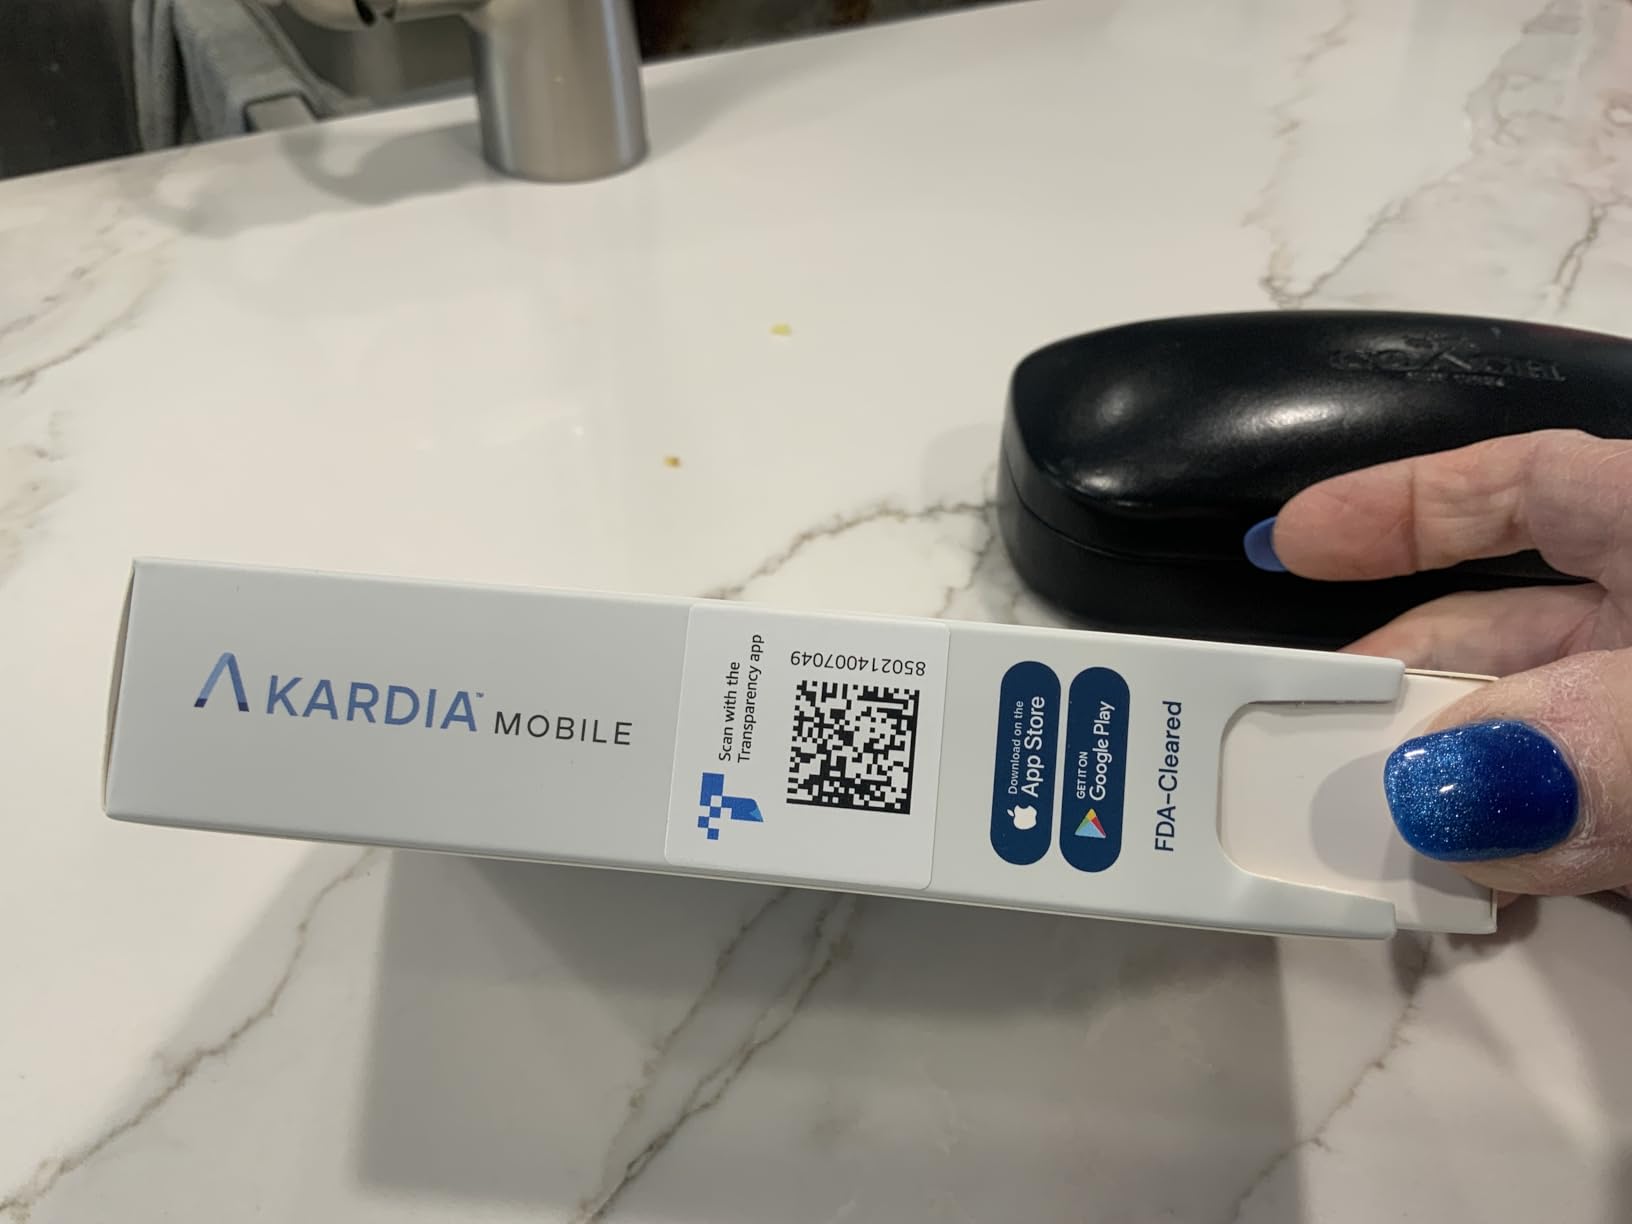 KARDIA™ MOBILE
Scan with the
Transparency app
850214007049
Download on the
App Store
GET IT ON
Google Play
FDA-Cleared